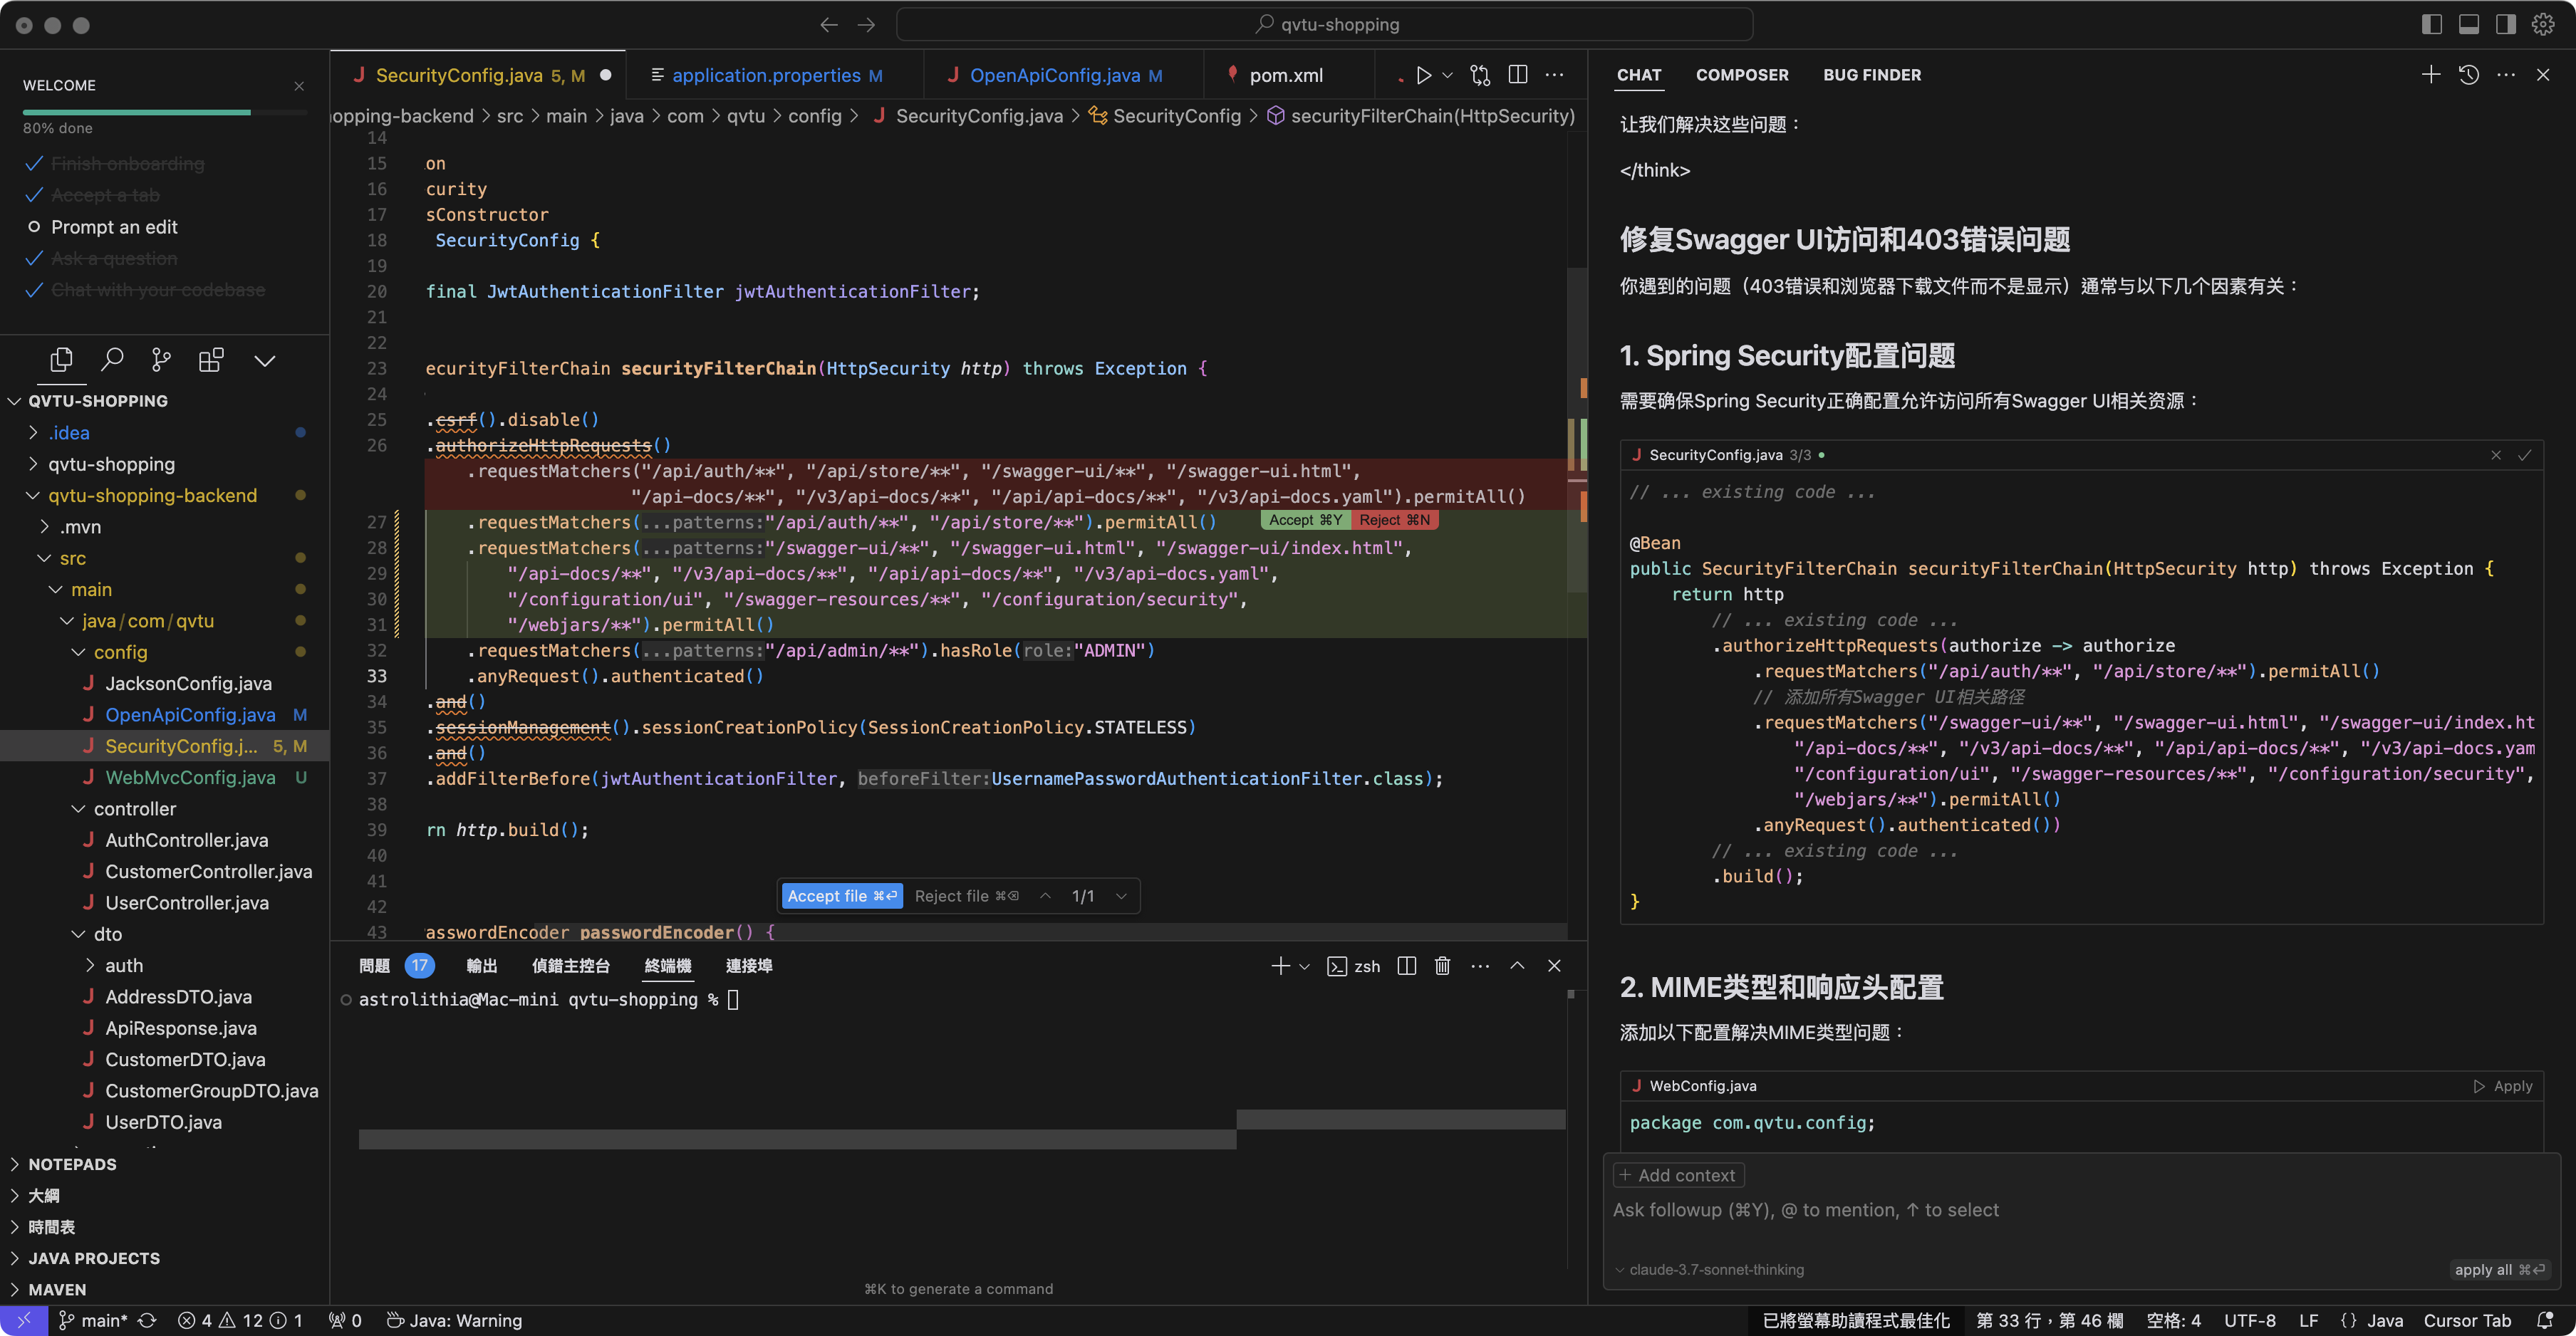 qvtu-shopping
WELCOME
80% done
Finish onboarding
Accept a tab
Prompt an edit
Ask a question
Chat with your codebase
QVTU-SHOPPING
.idea
qvtu-shopping
qvtu-shopping-backend
.mvn
src
main
java/com/qvtu
config
JacksonConfig.java
OpenApiConfig.java M
SecurityConfig.j... 5, M
WebMvcConfig.java U
controller
AuthController.java
CustomerController.java
UserController.java
dto
auth
AddressDTO.java
ApiResponse.java
CustomerDTO.java
CustomerGroupDTO.java
UserDTO.java
NOTEPADS
大綱
時間表
JAVA PROJECTS
MAVEN
SecurityConfig.java 5, M
application.properties M
OpenApiConfig.java M
pom.xml
opping-backend > src > main > java > com > qvtu > config > SecurityConfig.java > SecurityConfig > securityFilterChain(HttpSecurity)
14
15 on
16 curity
17 sConstructor
18 SecurityConfig {
19
20 final JwtAuthenticationFilter jwtAuthenticationFilter;
21
22
23 ecurityFilterChain securityFilterChain(HttpSecurity http) throws Exception {
24
25 .csrf().disable()
26 .authorizeHttpRequests()
.requestMatchers("/api/auth/**", "/api/store/**", "/swagger-ui/**", "/swagger-ui.html",
"/api-docs/**", "/v3/api-docs/**", "/api/api-docs/**", "/v3/api-docs.yaml").permitAll()
27 .requestMatchers(...patterns:"/api/auth/**", "/api/store/**").permitAll()
Accept ⌘Y Reject ⌘N
28 .requestMatchers(...patterns:"/swagger-ui/**", "/swagger-ui.html", "/swagger-ui/index.html",
29 "/api-docs/**", "/v3/api-docs/**", "/api/api-docs/**", "/v3/api-docs.yaml",
30 "/configuration/ui", "/swagger-resources/**", "/configuration/security",
31 "/webjars/**").permitAll()
32 .requestMatchers(...patterns:"/api/admin/**").hasRole(role:"ADMIN")
33 .anyRequest().authenticated()
34 .and()
35 .sessionManagement().sessionCreationPolicy(SessionCreationPolicy.STATELESS)
36 .and()
37 .addFilterBefore(jwtAuthenticationFilter, beforeFilter:UsernamePasswordAuthenticationFilter.class);
38
39 rn http.build();
40
41
42
43 asswordEncoder passwordEncoder() {
Accept file ⌘⏎ Reject file ⌘⌫ 1/1
問題 17 輸出 偵錯主控台 終端機 連接埠
zsh
astrolithia@Mac-mini qvtu-shopping %
⌘K to generate a command
CHAT COMPOSER BUG FINDER
让我们解决这些问题：
</think>
修复Swagger UI访问和403错误问题
你遇到的问题（403错误和浏览器下载文件而不是显示）通常与以下几个因素有关：
1. Spring Security配置问题
需要确保Spring Security正确配置允许访问所有Swagger UI相关资源：
SecurityConfig.java 3/3
// ... existing code ...
@Bean
public SecurityFilterChain securityFilterChain(HttpSecurity http) throws Exception {
return http
// ... existing code ...
.authorizeHttpRequests(authorize -> authorize
.requestMatchers("/api/auth/**", "/api/store/**").permitAll()
// 添加所有Swagger UI相关路径
.requestMatchers("/swagger-ui/**", "/swagger-ui.html", "/swagger-ui/index.ht
"/api-docs/**", "/v3/api-docs/**", "/api/api-docs/**", "/v3/api-docs.yam
"/configuration/ui", "/swagger-resources/**", "/configuration/security",
"/webjars/**").permitAll()
.anyRequest().authenticated())
// ... existing code ...
.build();
}
2. MIME类型和响应头配置
添加以下配置解决MIME类型问题：
WebConfig.java Apply
package com.qvtu.config;
+ Add context
Ask followup (⌘Y), @ to mention, ↑ to select
claude-3.7-sonnet-thinking
apply all ⌘⏎
main* 4 12 1 0 Java: Warning
已將螢幕助讀程式最佳化 第 33 行，第 46 欄 空格: 4 UTF-8 LF {} Java Cursor Tab